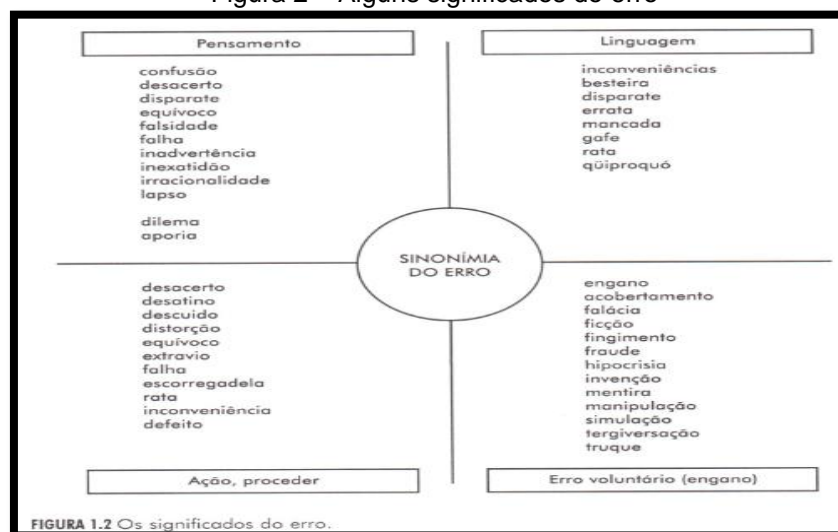 Figura 2 – Alguns significados do erro
Pensamento
confusão
desacerto
disparate
equívoco
falsidade
falha
inadvertência
inexatidão
irracionalidade
lapso
dilema
aporia
Linguagem
inconveniências
besteira
disparate
errata
mancada
gafe
rata
qüiproquó
SINONÍMIA
DO ERRO
desacerto
desatino
descuido
distorção
equívoco
extravio
falha
escorregadela
rata
inconveniência
defeito
Ação, proceder
engano
acobertamento
falácia
ficção
fingimento
fraude
hipocrisia
invenção
mentira
manipulação
simulação
tergiversação
truque
Erro voluntário (engano)
FIGURA 1.2 Os significados do erro.